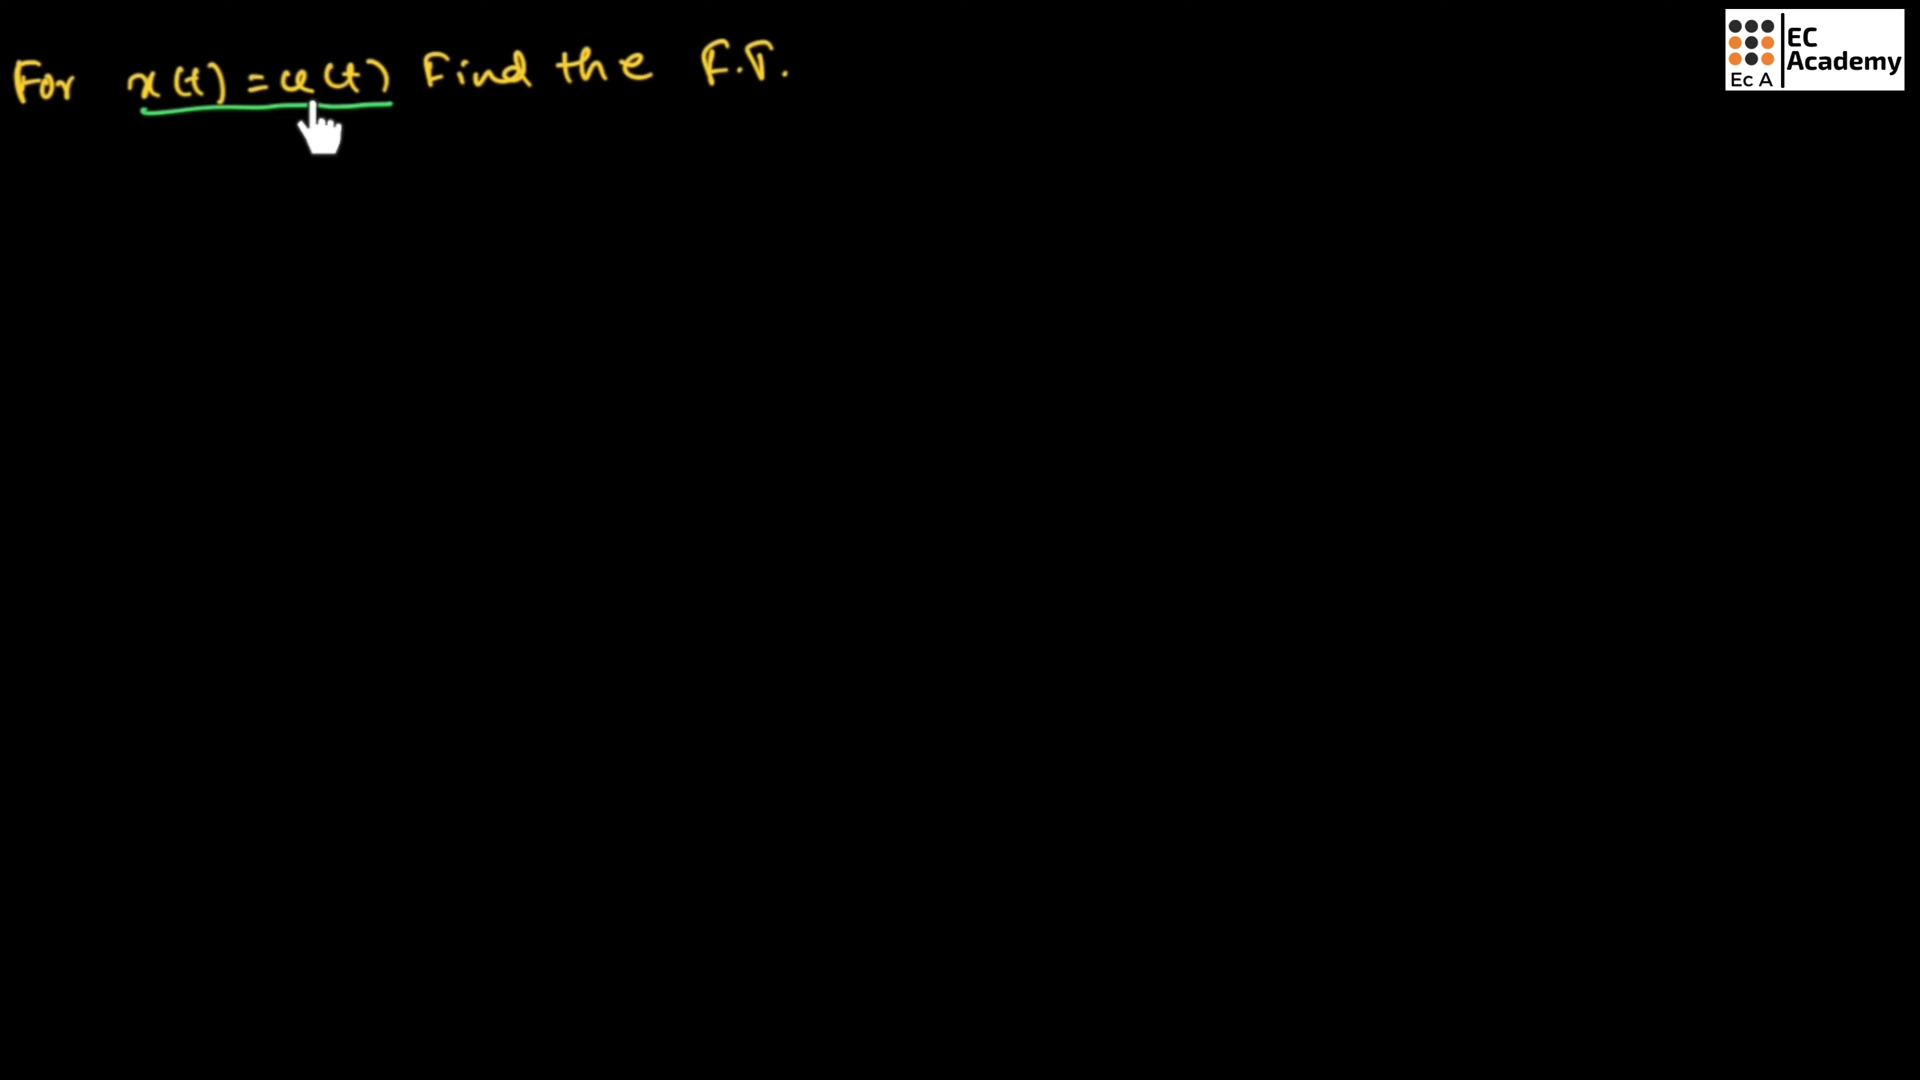 For x(t) = u(t) Find the F.T.
EC
Academy
Ec A